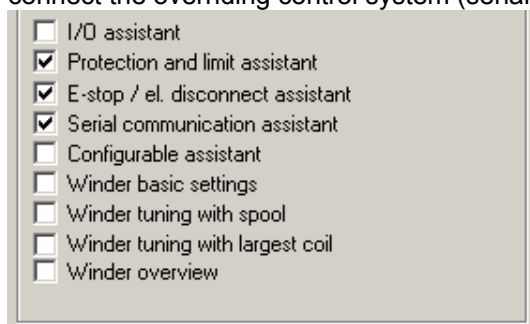 connect the overriding control system (serial
I/O assistant
Protection and limit assistant
E-stop / el. disconnect assistant
Serial communication assistant
Configurable assistant
Winder basic settings
Winder tuning with spool
Winder tuning with largest coil
Winder overview